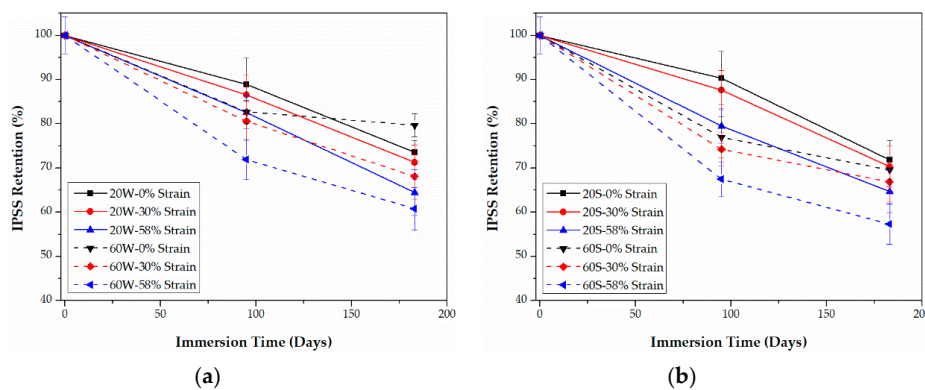 100
90
80
70
60
50
40
IPSS Retention (%)
20W-0% Strain
20W-30% Strain
20W-58% Strain
60W-0% Strain
60W-30% Strain
60W-58% Strain
0 50 100 150 200
Immersion Time (Days)
(a)
100
90
80
70
60
50
40
IPSS Retention (%)
20S-0% Strain
20S-30% Strain
20S-58% Strain
60S-0% Strain
60S-30% Strain
60S-58% Strain
0 50 100 150 200
Immersion Time (Days)
(b)